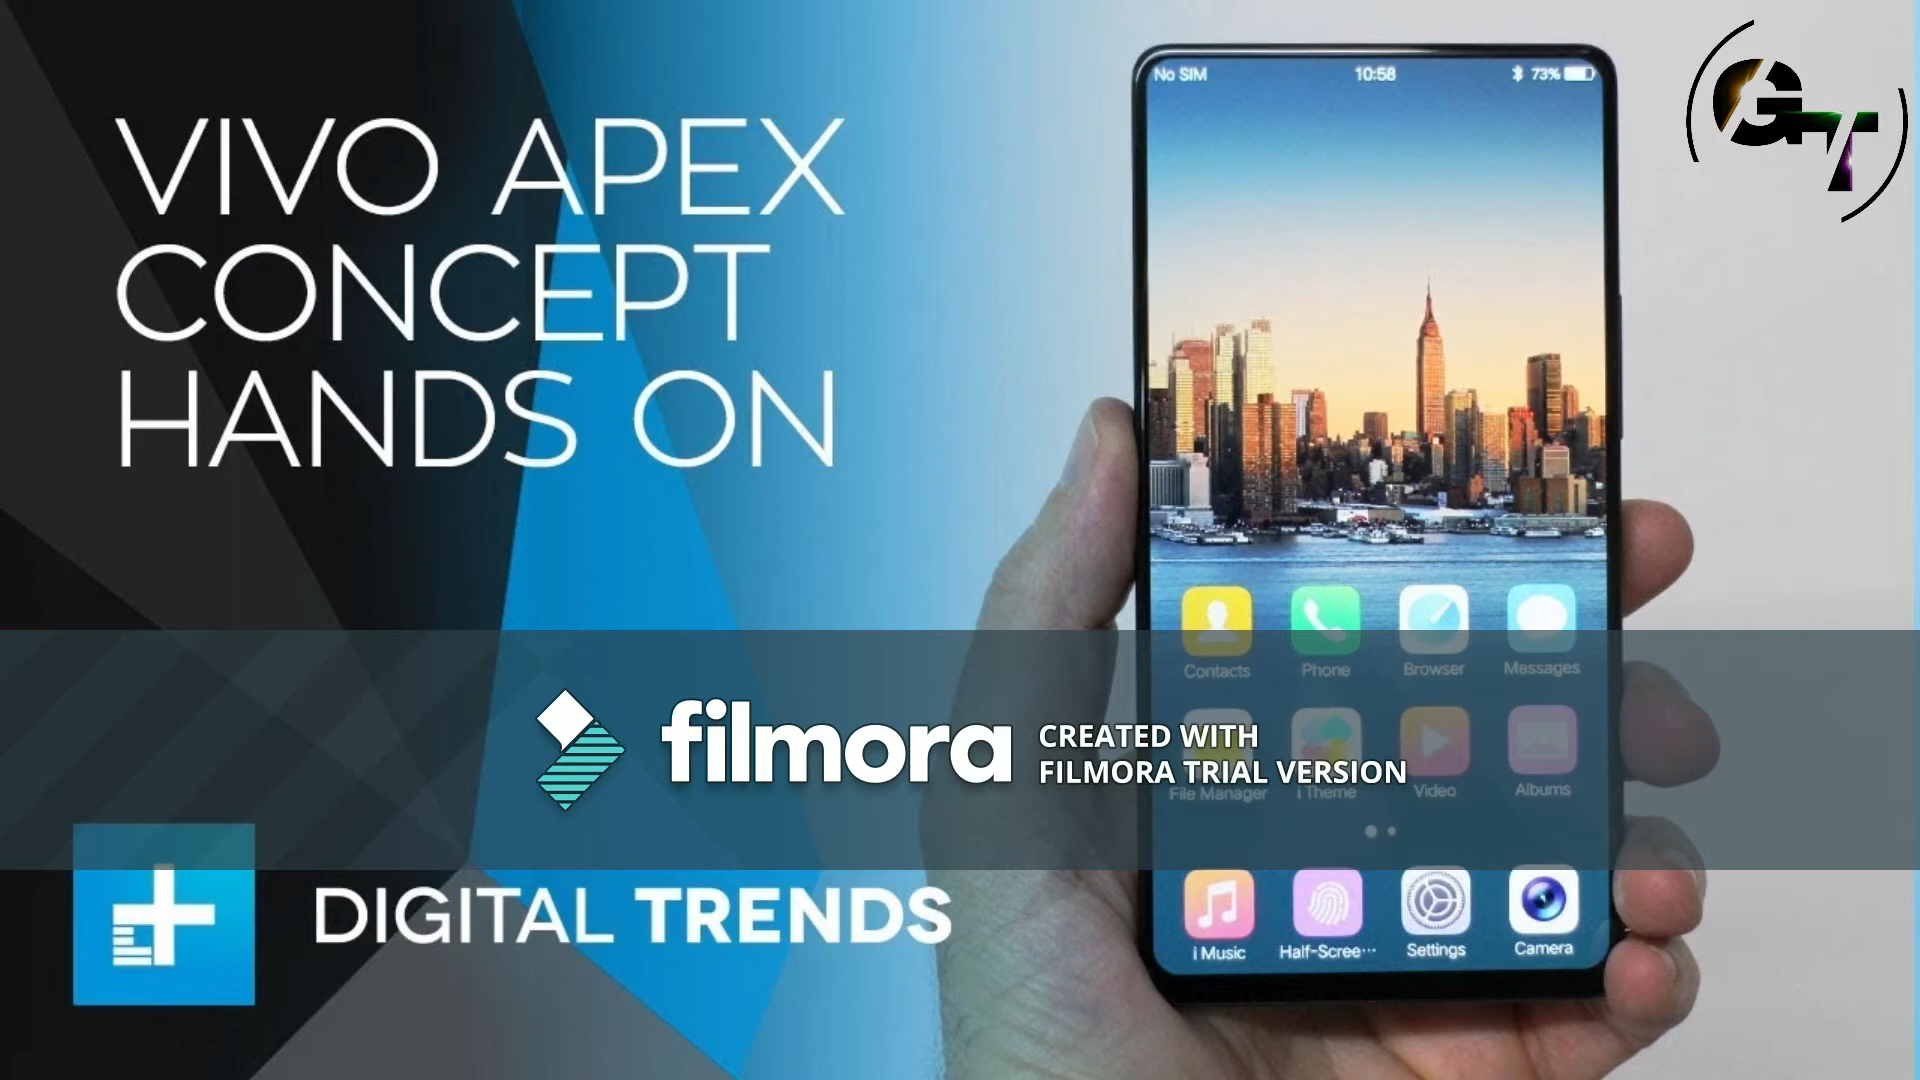 VIVO APEX
CONCEPT
HANDS ON
DIGITAL TRENDS
filmora
CREATED WITH
FILMORA TRIAL VERSION
GT
No SIM
10:58
73%
Contacts
Phone
Browser
Messages
File Manager
i Theme
Video
Albums
i Music
Half-Scree···
Settings
Camera